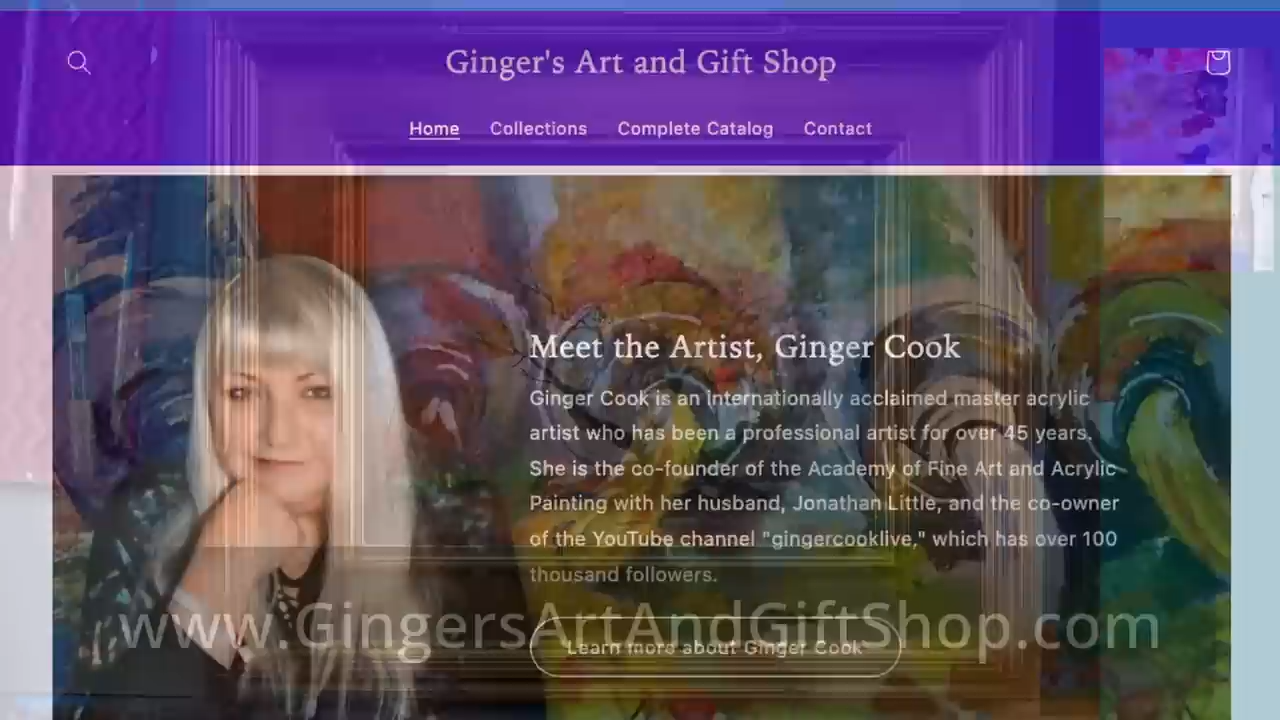 Ginger's Art and Gift Shop
Home Collections Complete Catalog Contact
Meet the Artist, Ginger Cook
Ginger Cook is an internationally acclaimed master acrylic
artist who has been a professional artist for over 45 years.
She is the co-founder of the Academy of Fine Art and Acrylic
Painting with her husband, Jonathan Little, and the co-owner
of the YouTube channel "gingercooklive," which has over 100
thousand followers.
www.GingersArtAndGiftShop.com
Learn more about Ginger Cook